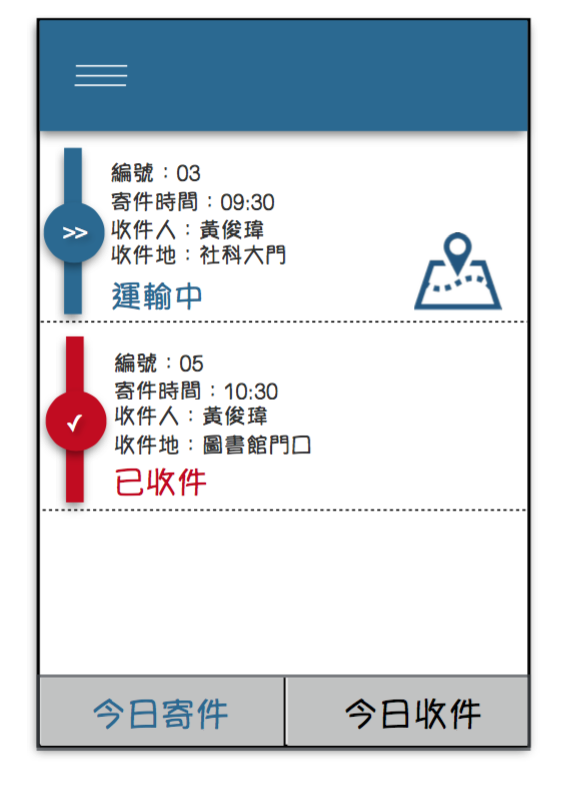 >>
編號：03
寄件時間：09:30
收件人：黃俊瑋
收件地：社科大門
運輸中
編號：05
寄件時間：10:30
收件人：黃俊瑋
收件地：圖書館門口
已收件
今日寄件
今日收件